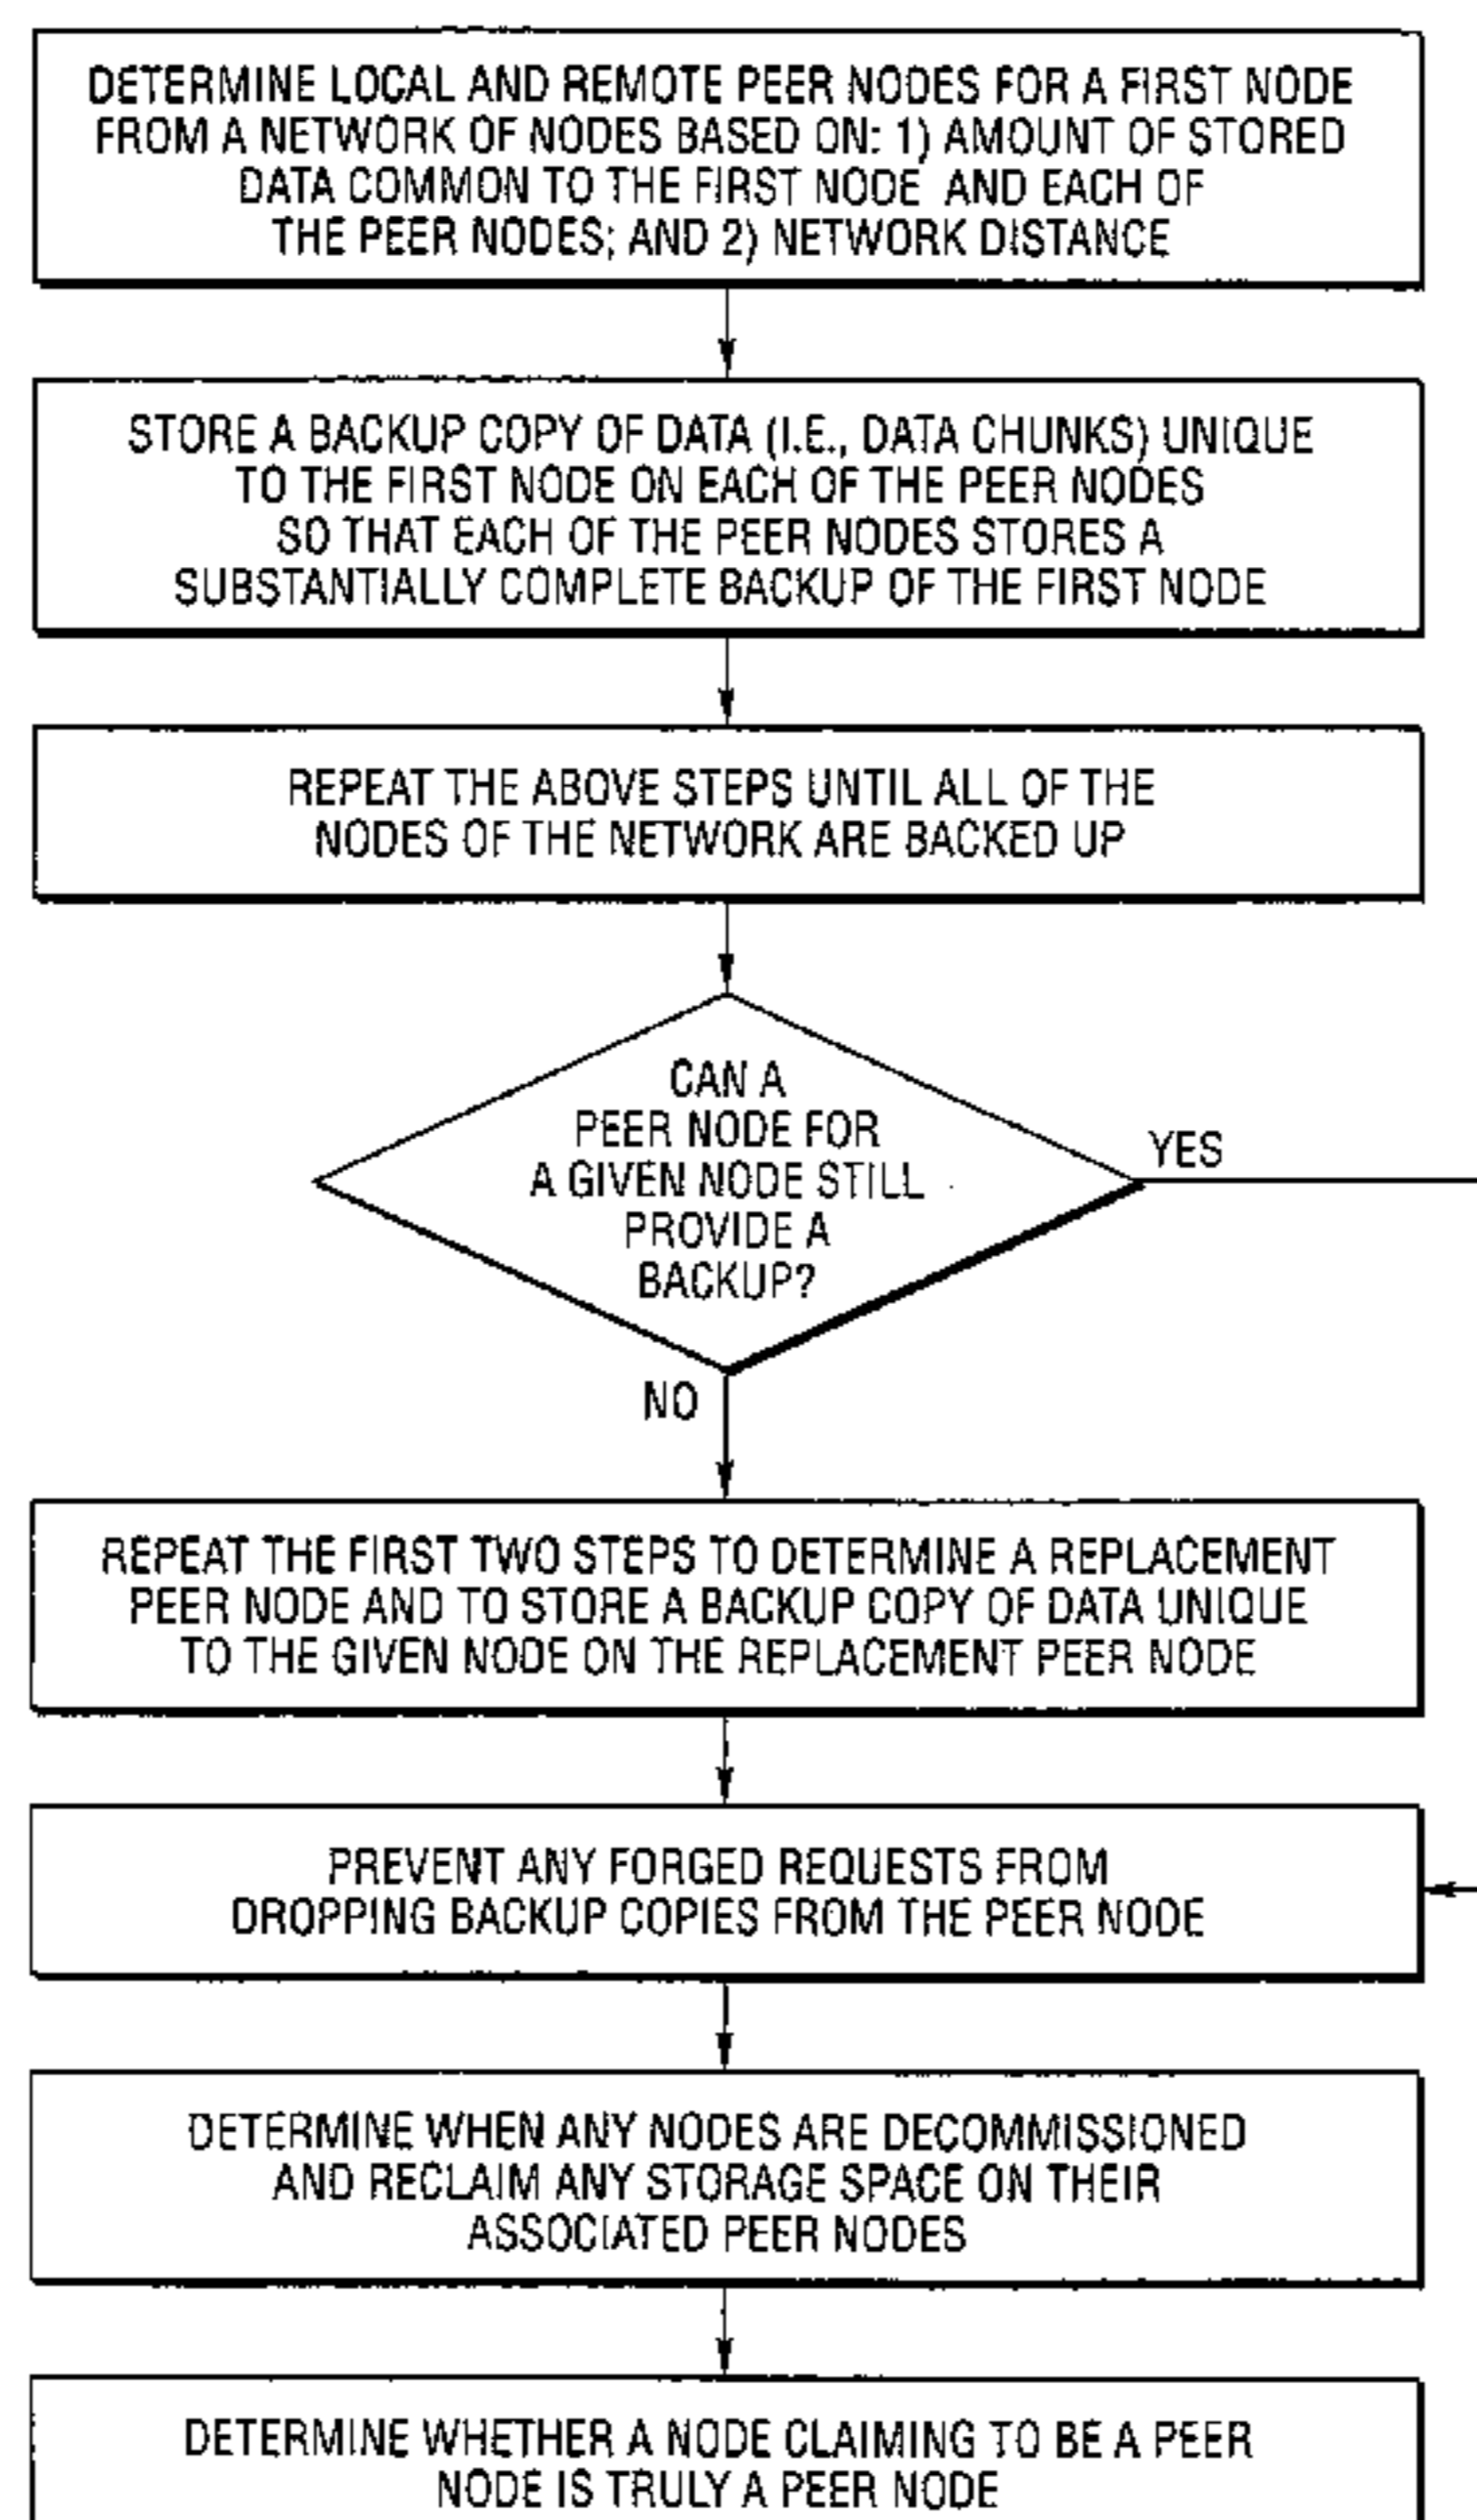 DETERMINE LOCAL AND REMOTE PEER NODES FOR A FIRST NODE
FROM A NETWORK OF NODES BASED ON: 1) AMOUNT OF STORED
DATA COMMON TO THE FIRST NODE AND EACH OF
THE PEER NODES; AND 2) NETWORK DISTANCE
STORE A BACKUP COPY OF DATA (I.E., DATA CHUNKS) UNIQUE
TO THE FIRST NODE ON EACH OF THE PEER NODES
SO THAT EACH OF THE PEER NODES STORES A
SUBSTANTIALLY COMPLETE BACKUP OF THE FIRST NODE
REPEAT THE ABOVE STEPS UNTIL ALL OF THE
NODES OF THE NETWORK ARE BACKED UP
CAN A
PEER NODE FOR
A GIVEN NODE STILL
PROVIDE A
BACKUP?
YES
NO
REPEAT THE FIRST TWO STEPS TO DETERMINE A REPLACEMENT
PEER NODE AND TO STORE A BACKUP COPY OF DATA UNIQUE
TO THE GIVEN NODE ON THE REPLACEMENT PEER NODE
PREVENT ANY FORGED REQUESTS FROM
DROPPING BACKUP COPIES FROM THE PEER NODE
DETERMINE WHEN ANY NODES ARE DECOMMISSIONED
AND RECLAIM ANY STORAGE SPACE ON THEIR
ASSOCIATED PEER NODES
DETERMINE WHETHER A NODE CLAIMING TO BE A PEER
NODE IS TRULY A PEER NODE